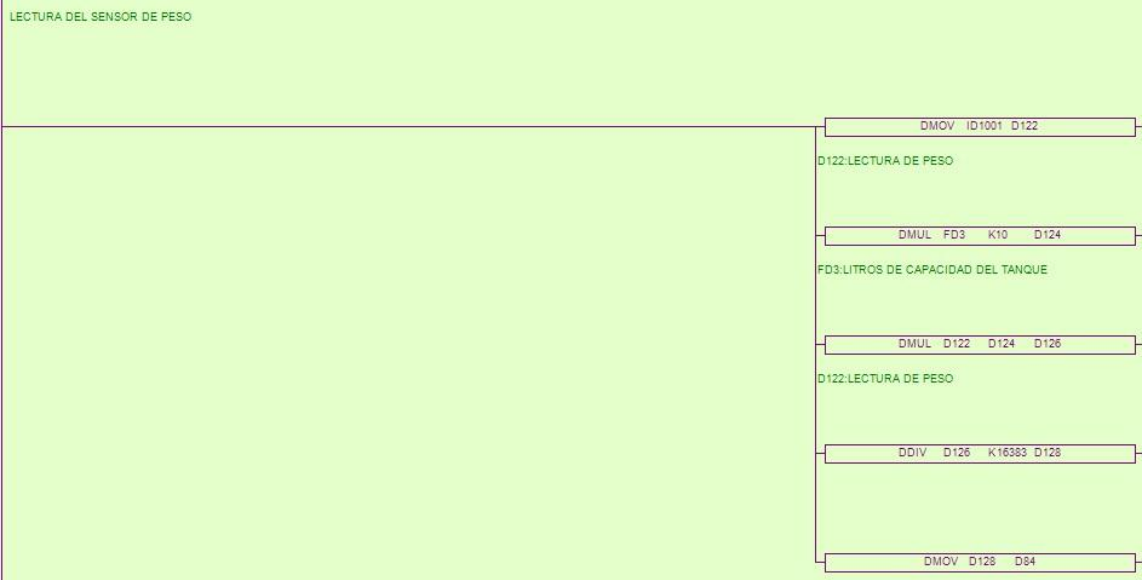 LECTURA DEL SENSOR DE PESO
DMOV ID1001 D122
D122:LECTURA DE PESO
DMUL FD3 K10 D124
FD3:LITROS DE CAPACIDAD DEL TANQUE
DMUL D122 D124 D126
D122:LECTURA DE PESO
DDIV D126 K16383 D128
DMOV D128 D84